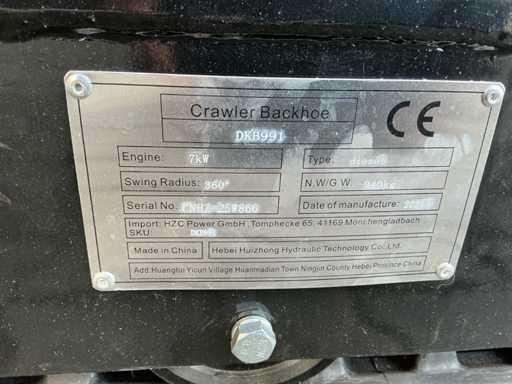 Crawler Backhoe
DKB991
CE
Engine: 7kW
Type:
Swing Radius: 360°
N.W/G.W 940kg
Serial No.
Date of manufacture:
Import: HZC Power GmbH ,Tomphecke 65, 41169 Mönchengladbach
SKU:
Made in China
Hebei Huizhong Hydraulic Technology Co.,Ltd.
Add.Huangtui Yicun Village Huanmadian Town Ningjin County Hebei Province China